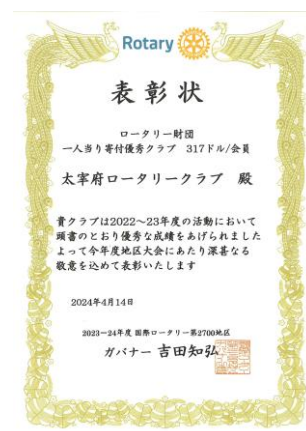 Rotary
表彰状
ロータリー財団
一人当り寄付優秀クラブ 317ドル/会員
太宰府ロータリークラブ 殿
貴クラブは2022～23年度の活動において
頭書のとおり優秀な成績をあげられました
よって今年度地区大会にあたり深甚なる
敬意を込めて表彰いたします
2024年4月14日
2023-24年度 国際ロータリー第2700地区
ガバナー 吉田知弘